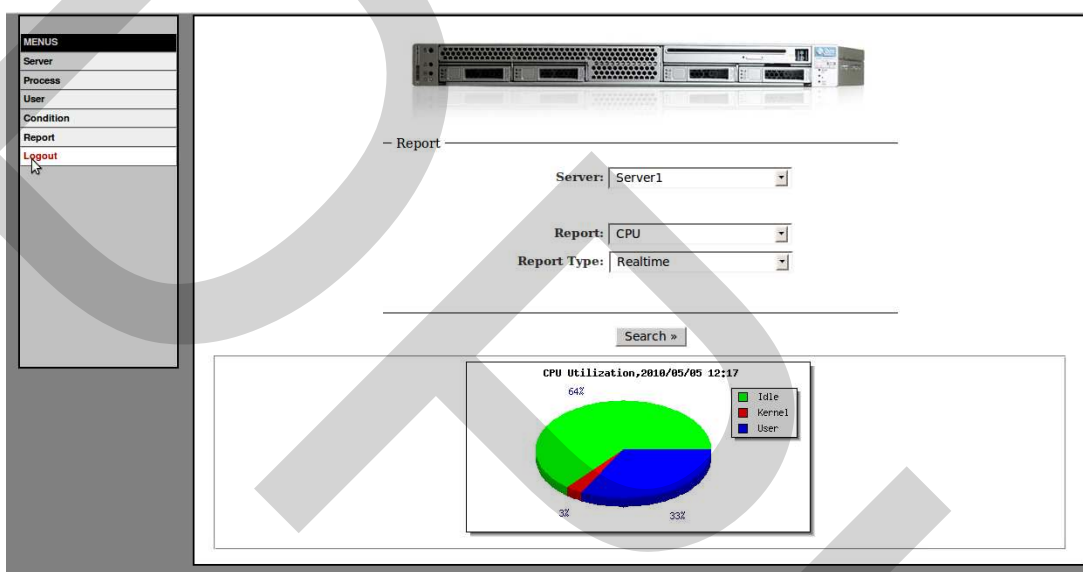 MENUS
Server
Process
User
Condition
Report
Logout
Report
Server: Server1
Report: CPU
Report Type: Realtime
Search »
CPU Utilization,2010/05/05 12:17
64%
Idle
Kernel
User
3%
33%